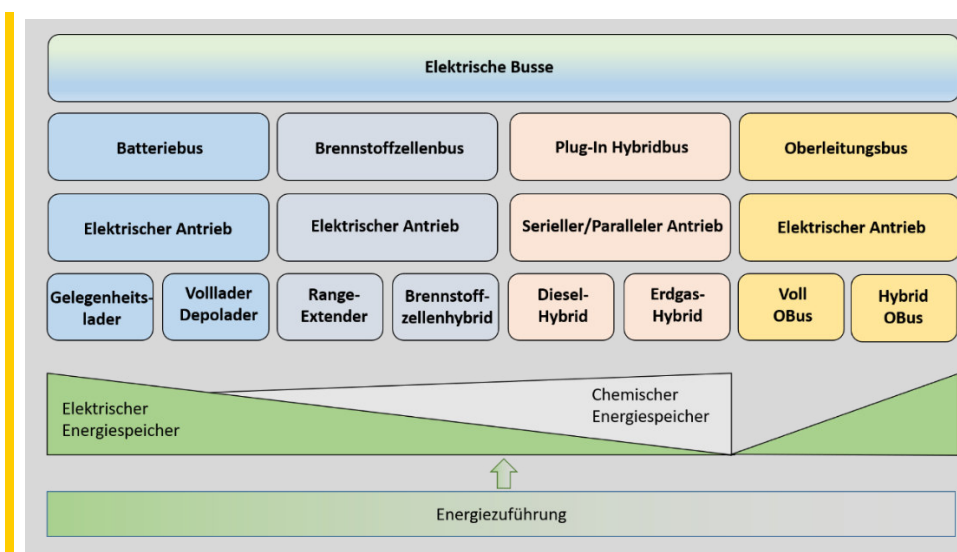 Elektrische Busse
Batteriebus
Brennstoffzellenbus
Plug-In Hybridbus
Oberleitungsbus
Elektrischer Antrieb
Elektrischer Antrieb
Serieller/Paralleler Antrieb
Elektrischer Antrieb
Gelegenheits-
lader
Volllader
Depolader
Range-
Extender
Brennstoff-
zellenhybrid
Diesel-
Hybrid
Erdgas-
Hybrid
Voll
OBus
Hybrid
OBus
Elektrischer
Energiespeicher
Chemischer
Energiespeicher
Energiezuführung